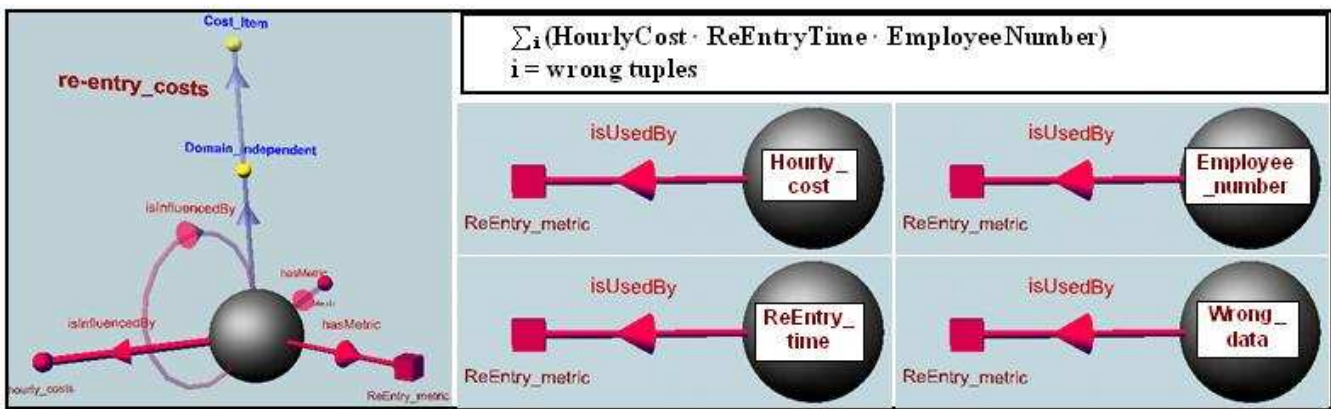 Cost_Item
re-entry_costs
Domain_independent
isInfluencedBy
hasMetric
isInfluencedBy
hasMetric
hourly_costs
ReEntry_metric
∑i(HourlyCost · ReEntryTime · EmployeeNumber)
i = wrong tuples
isUsedBy
Hourly_
cost
ReEntry_metric
isUsedBy
Employee
_number
ReEntry_metric
isUsedBy
ReEntry_
time
ReEntry_metric
isUsedBy
Wrong_
data
ReEntry_metric